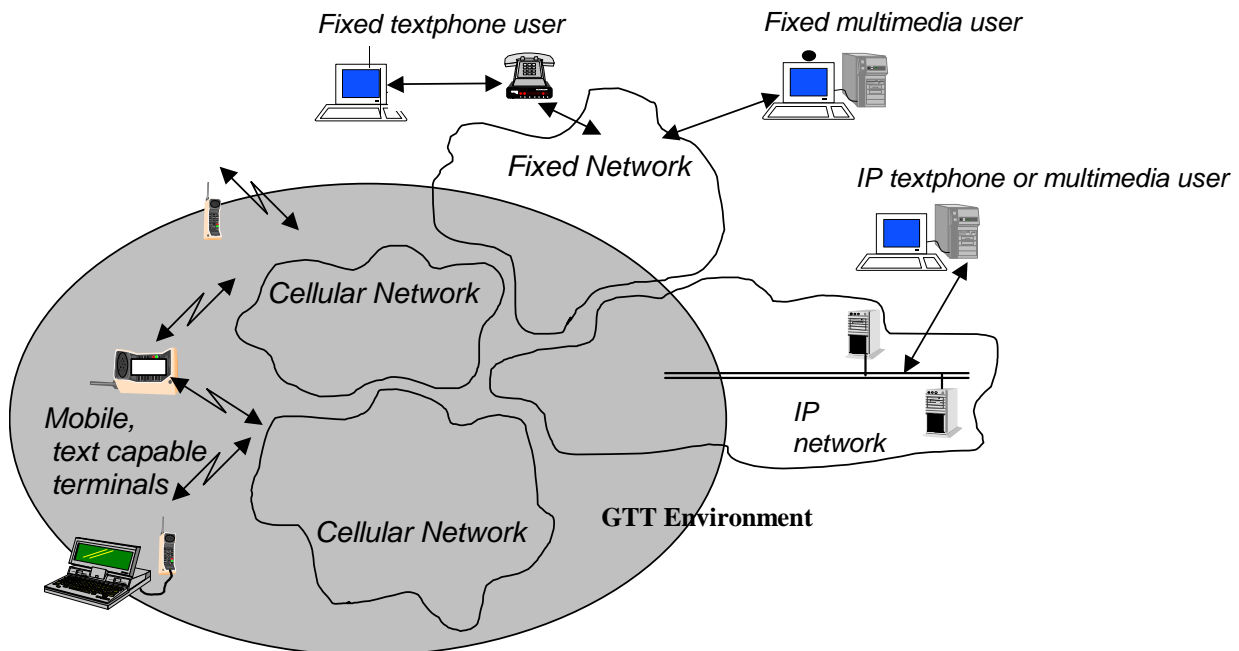 Fixed textphone user
Fixed multimedia user
Fixed Network
IP textphone or multimedia user
Cellular Network
Mobile,
text capable
terminals
IP
network
Cellular Network
GTT Environment